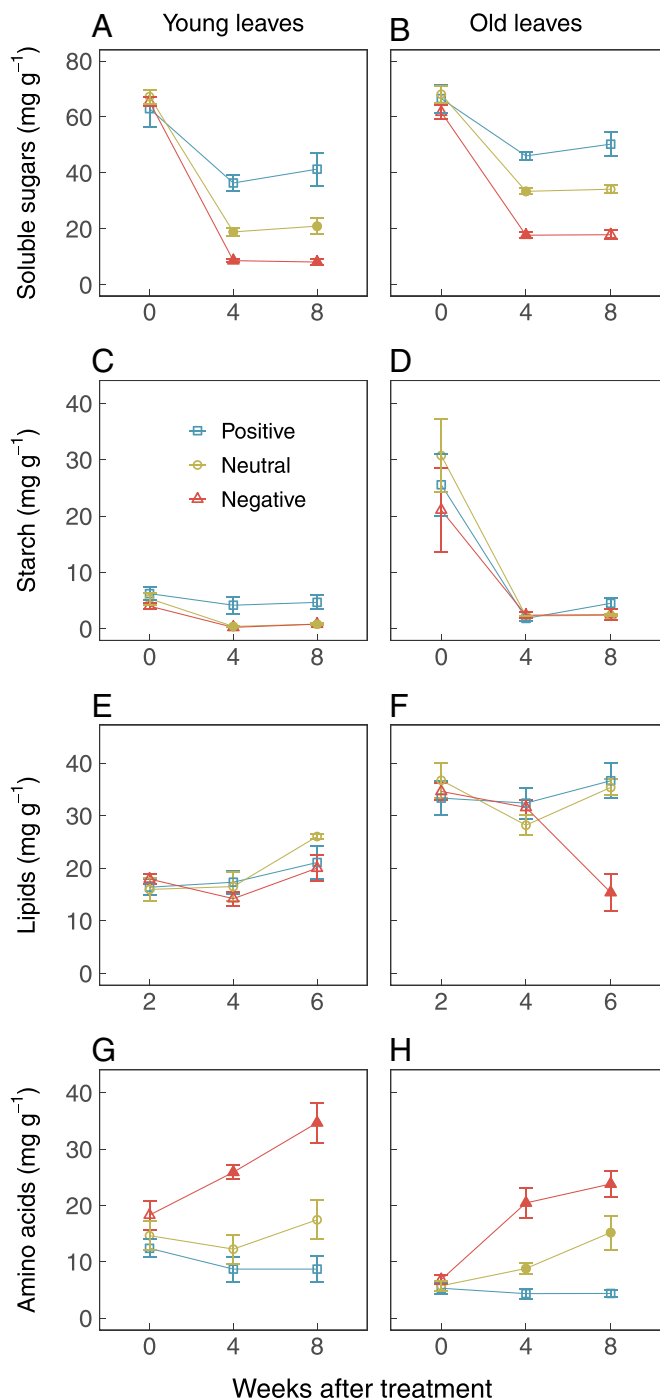 A Young leaves B Old leaves
Soluble sugars (mg g⁻¹)
80
60
40
20
0
0 4 8 0 4 8
C D
Starch (mg g⁻¹)
40
30
20
10
0
Positive
Neutral
Negative
0 4 8 0 4 8
E F
Lipids (mg g⁻¹)
40
30
20
10
0
2 4 6 2 4 6
G H
Amino acids (mg g⁻¹)
40
30
20
10
0
0 4 8 0 4 8
Weeks after treatment